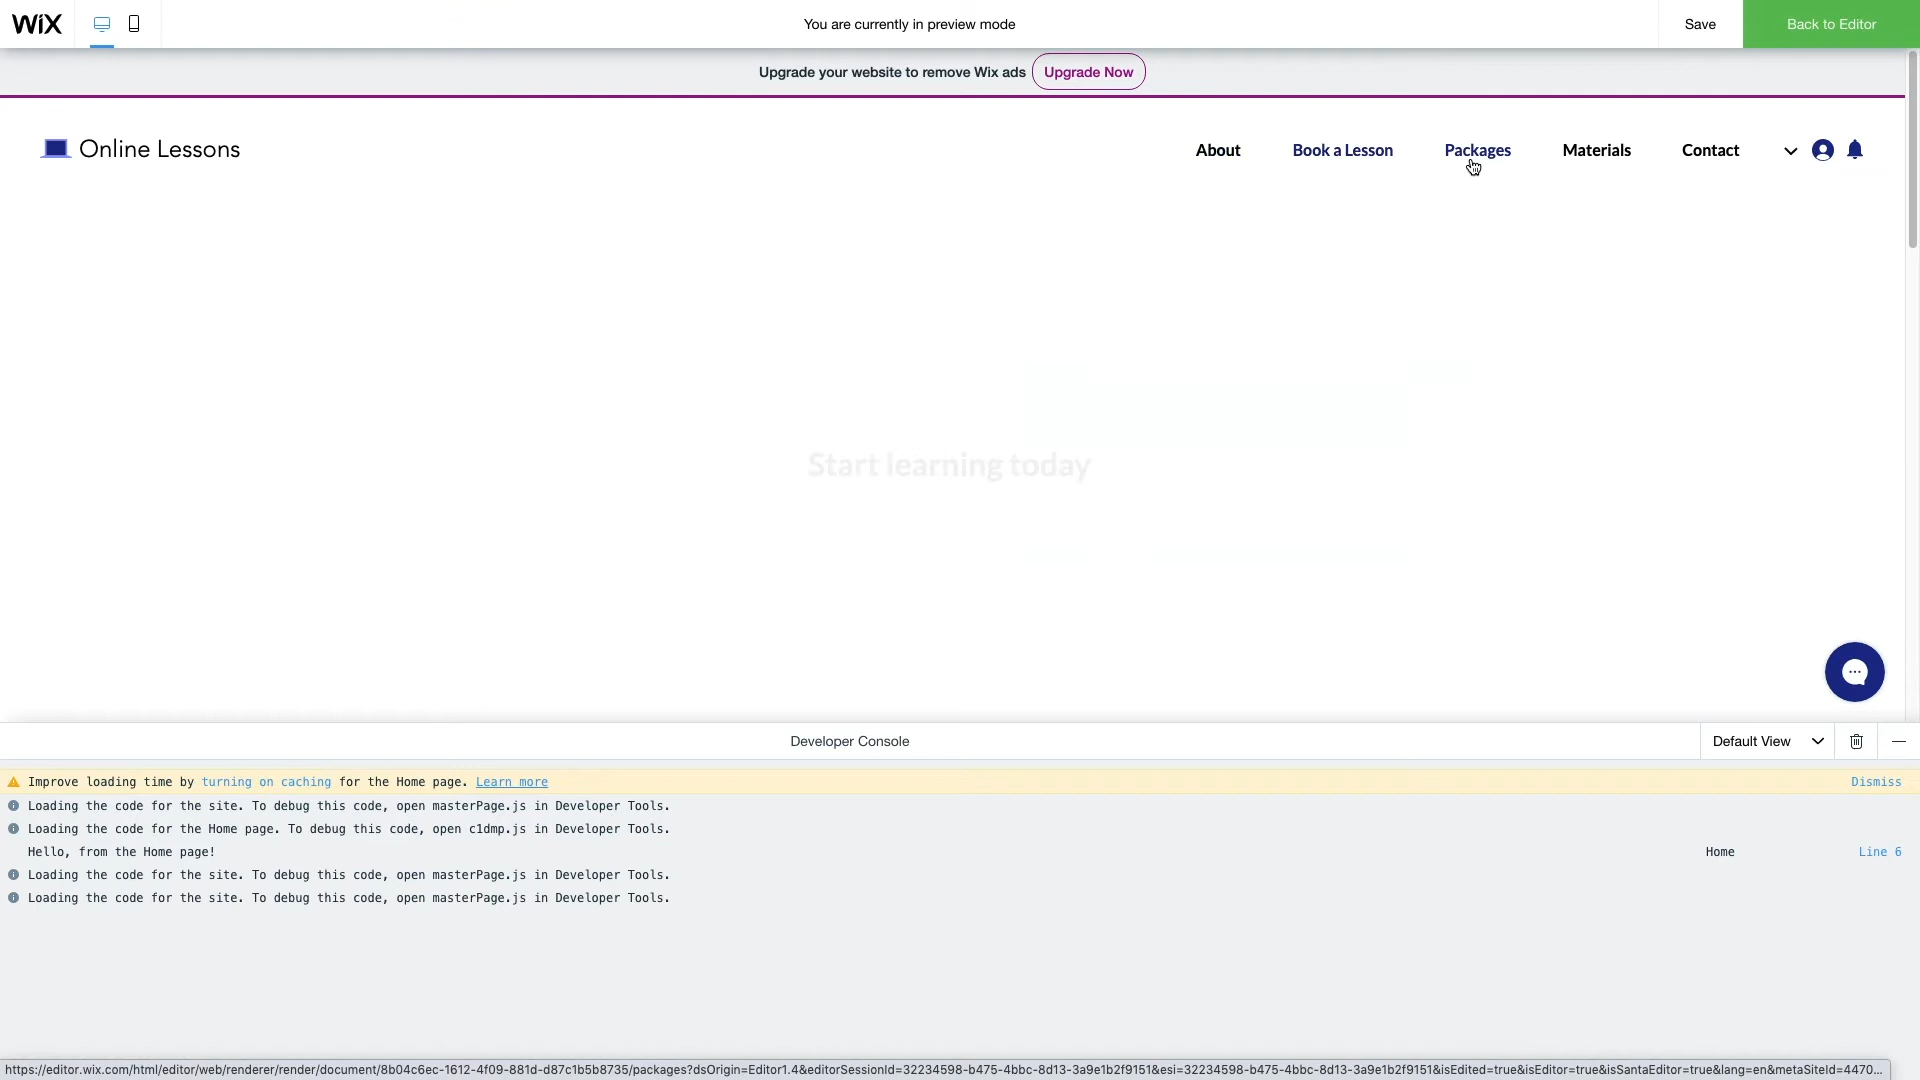 WiX
You are currently in preview mode
Save
Back to Editor
Upgrade your website to remove Wix ads
Upgrade Now
Online Lessons
About
Book a Lesson
Packages
Materials
Contact
Start learning today
Developer Console
Default View
Improve loading time by turning on caching for the Home page. Learn more
Dismiss
Loading the code for the site. To debug this code, open masterPage.js in Developer Tools.
Loading the code for the Home page. To debug this code, open c1dmp.js in Developer Tools.
Hello, from the Home page!
Home
Line 6
Loading the code for the site. To debug this code, open masterPage.js in Developer Tools.
Loading the code for the site. To debug this code, open masterPage.js in Developer Tools.
https://editor.wix.com/html/editor/web/renderer/render/document/8b04c6ec-1612-4f09-881d-d87c1b5b8735/packages?dsOrigin=Editor1.4&editorSessionId=32234598-b475-4bbc-8d13-3a9e1b2f9151&esi=32234598-b475-4bbc-8d13-3a9e1b2f9151&isEdited=true&isEditor=true&isSantaEditor=true&lang=en&metaSiteId=4470...